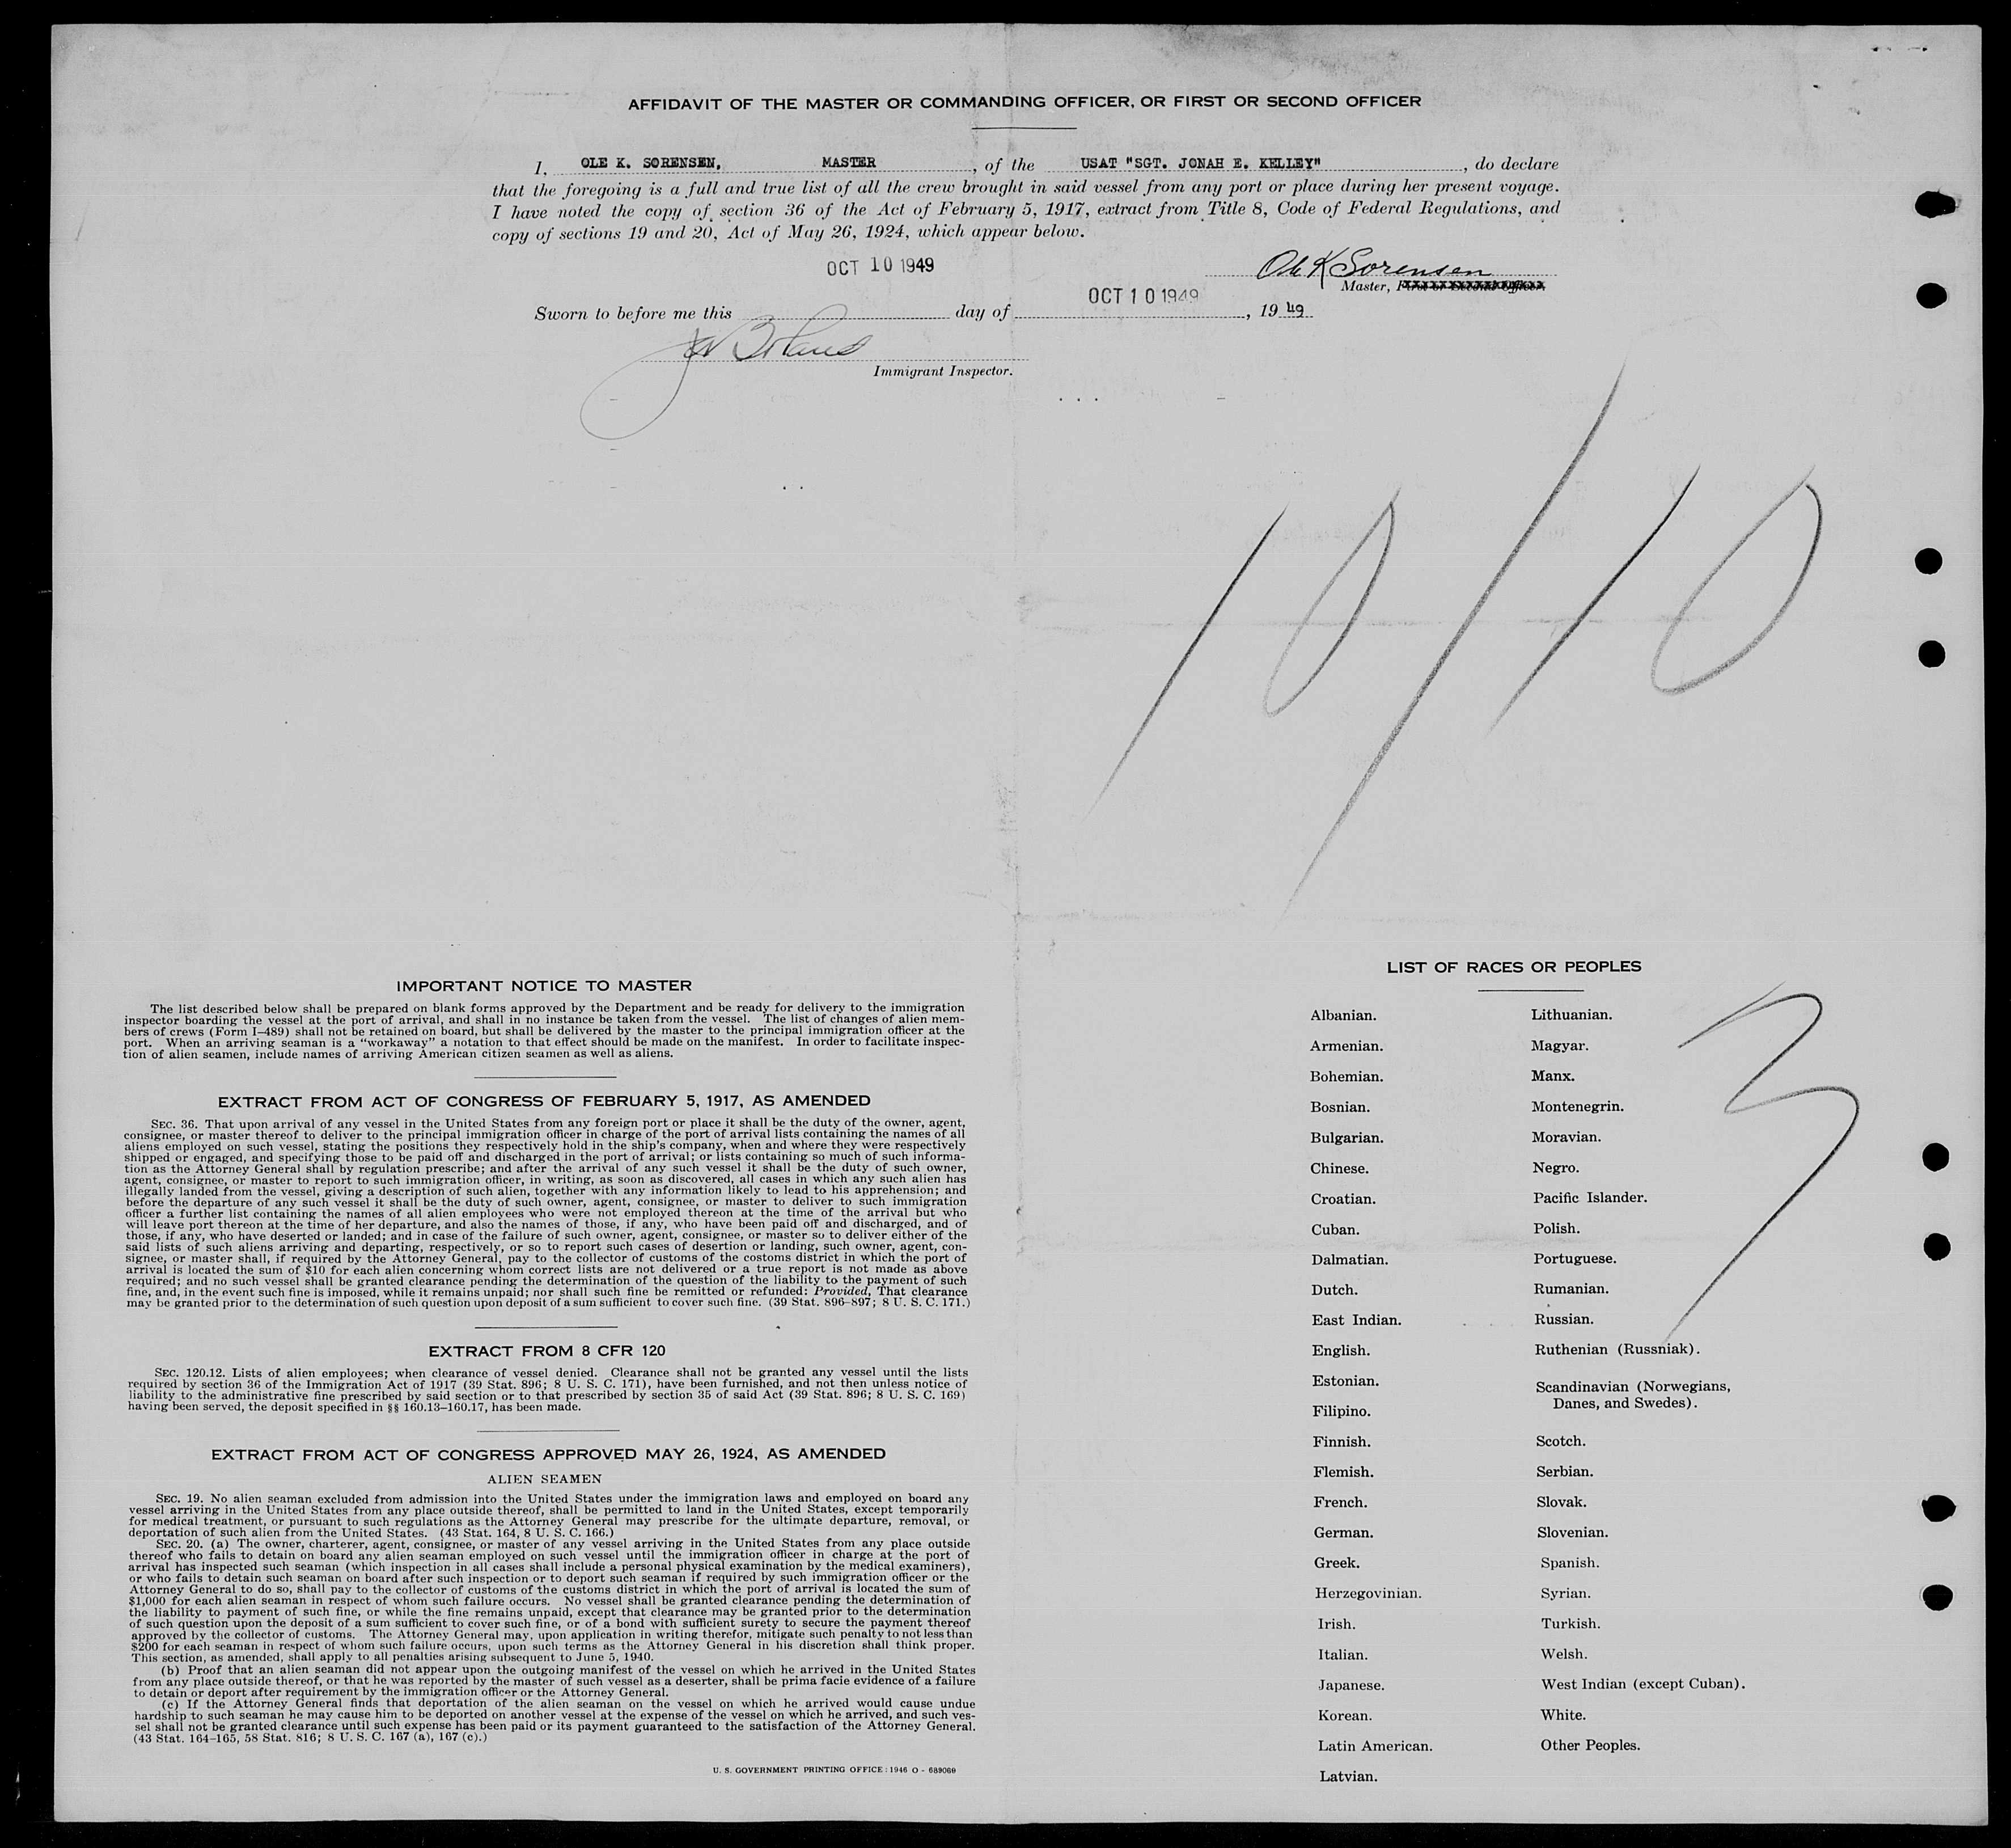 AFFIDAVIT OF THE MASTER OR COMMANDING OFFICER, OR FIRST OR SECOND OFFICER
I, OLE K. SORENSEN, MASTER, of the USAT "SGT. JONAH E. KELLEY", do declare
that the foregoing is a full and true list of all the crew brought in said vessel from any port or place during her present voyage.
I have noted the copy of section 36 of the Act of February 5, 1917, extract from Title 8, Code of Federal Regulations, and
copy of sections 19 and 20, Act of May 26, 1924, which appear below.
OCT 10 1949
Ole K Sorensen
Master, First or Second Officer.
OCT 10 1949
Sworn to before me this day of , 19 49
Immigrant Inspector.
10/10
IMPORTANT NOTICE TO MASTER
The list described below shall be prepared on blank forms approved by the Department and be ready for delivery to the immigration
inspector boarding the vessel at the port of arrival, and shall in no instance be taken from the vessel. The list of changes of alien mem-
bers of crews (Form I–489) shall not be retained on board, but shall be delivered by the master to the principal immigration officer at the
port. When an arriving seaman is a "workaway" a notation to that effect should be made on the manifest. In order to facilitate inspec-
tion of alien seamen, include names of arriving American citizen seamen as well as aliens.
EXTRACT FROM ACT OF CONGRESS OF FEBRUARY 5, 1917, AS AMENDED
SEC. 36. That upon arrival of any vessel in the United States from any foreign port or place it shall be the duty of the owner, agent,
consignee, or master thereof to deliver to the principal immigration officer in charge of the port of arrival lists containing the names of all
aliens employed on such vessel, stating the positions they respectively hold in the ship's company, when and where they were respectively
shipped or engaged, and specifying those to be paid off and discharged in the port of arrival; or lists containing so much of such informa-
tion as the Attorney General shall by regulation prescribe; and after the arrival of any such vessel it shall be the duty of such owner,
agent, consignee, or master to report to such immigration officer, in writing, as soon as discovered, all cases in which any such alien has
illegally landed from the vessel, giving a description of such alien, together with any information likely to lead to his apprehension; and
before the departure of any such vessel it shall be the duty of such owner, agent, consignee, or master to deliver to such immigration
officer a further list containing the names of all alien employees who were not employed thereon at the time of the arrival but who
will leave port thereon at the time of her departure, and also the names of those, if any, who have been paid off and discharged, and of
those, if any, who have deserted or landed; and in case of the failure of such owner, agent, consignee, or master so to deliver either of the
said lists of such aliens arriving and departing, respectively, or so to report such cases of desertion or landing, such owner, agent, con-
signee, or master shall, if required by the Attorney General, pay to the collector of customs of the customs district in which the port of
arrival is located the sum of $10 for each alien concerning whom correct lists are not delivered or a true report is not made as above
required; and no such vessel shall be granted clearance pending the determination of the question of the liability to the payment of such
fine, and, in the event such fine is imposed, while it remains unpaid; nor shall such fine be remitted or refunded: Provided, That clearance
may be granted prior to the determination of such question upon deposit of a sum sufficient to cover such fine. (39 Stat. 896–897; 8 U. S. C. 171.)
EXTRACT FROM 8 CFR 120
SEC. 120.12. Lists of alien employees; when clearance of vessel denied. Clearance shall not be granted any vessel until the lists
required by section 36 of the Immigration Act of 1917 (39 Stat. 896; 8 U. S. C. 171), have been furnished, and not then unless notice of
liability to the administrative fine prescribed by said section or to that prescribed by section 35 of said Act (39 Stat. 896; 8 U. S. C. 169)
having been served, the deposit specified in §§ 160.13–160.17, has been made.
EXTRACT FROM ACT OF CONGRESS APPROVED MAY 26, 1924, AS AMENDED
ALIEN SEAMEN
SEC. 19. No alien seaman excluded from admission into the United States under the immigration laws and employed on board any
vessel arriving in the United States from any place outside thereof, shall be permitted to land in the United States, except temporarily
for medical treatment, or pursuant to such regulations as the Attorney General may prescribe for the ultimate departure, removal, or
deportation of such alien from the United States. (43 Stat. 164, 8 U. S. C. 166.)
SEC. 20. (a) The owner, charterer, agent, consignee, or master of any vessel arriving in the United States from any place outside
thereof who fails to detain on board any alien seaman employed on such vessel until the immigration officer in charge at the port of
arrival has inspected such seaman (which inspection in all cases shall include a personal physical examination by the medical examiners),
or who fails to detain such seaman on board after such inspection or to deport such seaman if required by such immigration officer or the
Attorney General to do so, shall pay to the collector of customs of the customs district in which the port of arrival is located the sum of
$1,000 for each alien seaman in respect of whom such failure occurs. No vessel shall be granted clearance pending the determination of
the liability to payment of such fine, or while the fine remains unpaid, except that clearance may be granted prior to the determination
of such question upon the deposit of a sum sufficient to cover such fine, or of a bond with sufficient surety to secure the payment thereof
approved by the collector of customs. The Attorney General may, upon application in writing therefor, mitigate such penalty to not less than
$200 for each seaman in respect of whom such failure occurs, upon such terms as the Attorney General in his discretion shall think proper.
This section, as amended, shall apply to all penalties arising subsequent to June 5, 1940.
(b) Proof that an alien seaman did not appear upon the outgoing manifest of the vessel on which he arrived in the United States
from any place outside thereof, or that he was reported by the master of such vessel as a deserter, shall be prima facie evidence of a failure
to detain or deport after requirement by the immigration officer or the Attorney General.
(c) If the Attorney General finds that deportation of the alien seaman on the vessel on which he arrived would cause undue
hardship to such seaman he may cause him to be deported on another vessel at the expense of the vessel on which he arrived, and such ves-
sel shall not be granted clearance until such expense has been paid or its payment guaranteed to the satisfaction of the Attorney General.
(43 Stat. 164–165, 58 Stat. 816; 8 U. S. C. 167 (a), 167 (c).)
U. S. GOVERNMENT PRINTING OFFICE : 1946 O - 689069
LIST OF RACES OR PEOPLES
3
Albanian.
Armenian.
Bohemian.
Bosnian.
Bulgarian.
Chinese.
Croatian.
Cuban.
Dalmatian.
Dutch.
East Indian.
English.
Estonian.
Filipino.
Finnish.
Flemish.
French.
German.
Greek.
Herzegovinian.
Irish.
Italian.
Japanese.
Korean.
Latin American.
Latvian.
Lithuanian.
Magyar.
Manx.
Montenegrin.
Moravian.
Negro.
Pacific Islander.
Polish.
Portuguese.
Rumanian.
Russian.
Ruthenian (Russniak).
Scandinavian (Norwegians,
Danes, and Swedes).
Scotch.
Serbian.
Slovak.
Slovenian.
Spanish.
Syrian.
Turkish.
Welsh.
West Indian (except Cuban).
White.
Other Peoples.